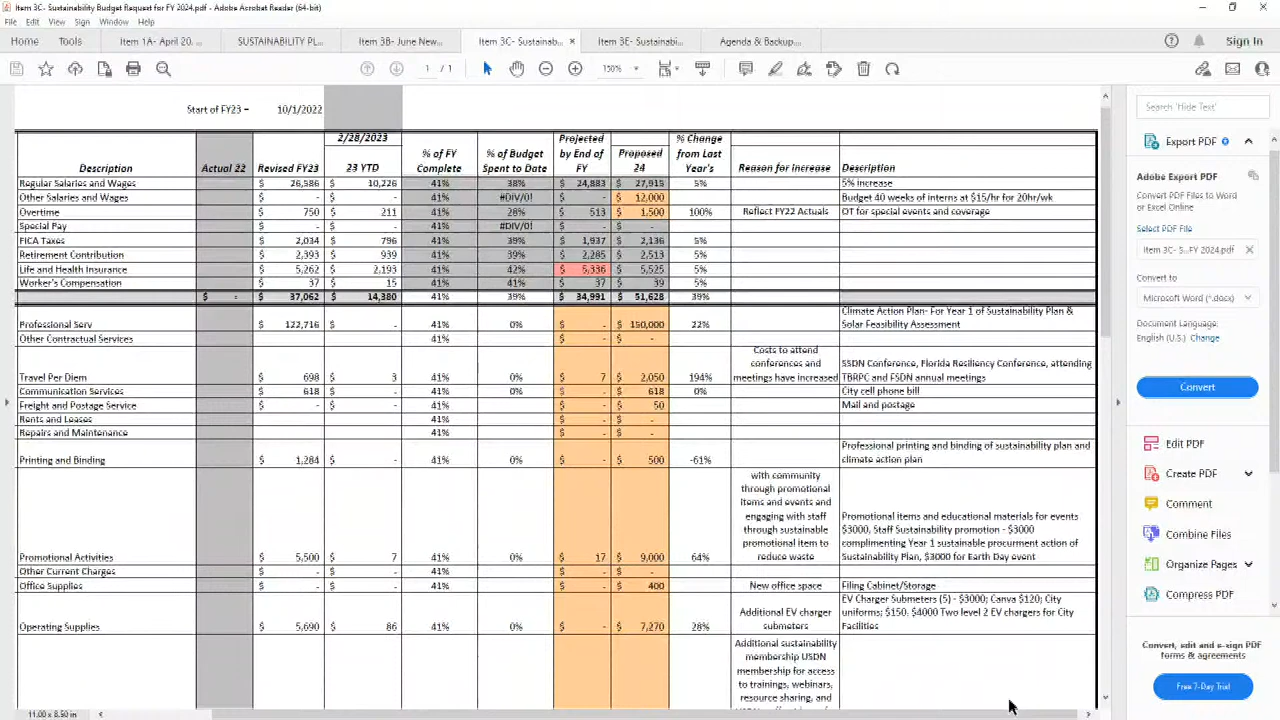 Item 3C- Sustainability Budget Request for FY 2024.pdf - Adobe Acrobat Reader (64-bit)
File Edit View Sign Window Help
Home Tools Item 1A- April 20. ... SUSTAINABILITY PL... Item 3B- June New... Item 3C- Sustainab... × Item 3E- Sustainabi... Agenda & Backup... Sign In
1 / 1 150%
Start of FY23 = 10/1/2022
Description Actual 22 Revised FY23 2/28/2023 23 YTD % of FY Complete % of Budget Spent to Date Projected by End of FY Proposed 24 % Change from Last Year's Reason for increase Description
Regular Salaries and Wages $ 26,586 10,226 41% 38% $ 24,883 $ 27,915 5% 5% increase
Other Salaries and Wages $ - - 41% #DIV/0! $ - $ 12,000 Budget 40 weeks of interns at $15/hr for 20hr/wk
Overtime $ 750 211 41% 28% $ 513 $ 1,500 100% Reflect FY22 Actuals OT for special events and coverage
Special Pay $ - - 41% #DIV/0! $ - $ -
FICA Taxes $ 2,034 796 41% 39% $ 1,937 $ 2,136 5%
Retirement Contribution $ 2,393 939 41% 39% $ 2,285 $ 2,513 5%
Life and Health Insurance $ 5,262 2,193 41% 42% $ 5,336 $ 5,525 5%
Worker's Compensation $ 37 15 41% 41% $ 37 $ 39 5%
$ - $ 37,062 $ 14,380 41% 39% $ 34,991 $ 51,628 39%
Professional Serv $ 122,716 $ - 41% 0% $ - $ 150,000 22% Climate Action Plan- For Year 1 of Sustainability Plan & Solar Feasibility Assessment
Other Contractual Services 41% $ - $ -
Travel Per Diem $ 698 $ 3 41% 0% $ 7 $ 2,050 194% Costs to attend conferences and meetings have increased SSDN Conference, Florida Resiliency Conference, attending TBRPC and FSDN annual meetings
Communication Services $ 618 $ - 41% 0% $ - $ 618 0% City cell phone bill
Freight and Postage Service $ - $ - 41% $ - $ 50 Mail and postage
Rents and Leases 41% $ - $ -
Repairs and Maintenance 41% $ - $ -
Printing and Binding $ 1,284 $ - 41% 0% $ - $ 500 -61% Professional printing and binding of sustainability plan and climate action plan
Promotional Activities $ 5,500 $ 7 41% 0% $ 17 $ 9,000 64% with community through promotional items and events and engaging with staff through sustainable promotional item to reduce waste Promotional items and educational materials for events $3000, Staff Sustainability promotion - $3000 complimenting Year 1 sustainable procurement action of Sustainability Plan, $3000 for Earth Day event
Other Current Charges $ - $ - 41% $ - $ -
Office Supplies $ - $ - 41% $ - $ 400 New office space Filing Cabinet/Storage
Operating Supplies $ 5,690 $ 86 41% 0% $ - $ 7,270 28% Additional EV charger submeters EV Charger Submeters (5) - $3000; Canva $120; City uniforms; $150. $4000 Two level 2 EV chargers for City Facilities
Additional sustainability
membership USDN
membership for access
to trainings, webinars,
resource sharing, and
11.00 x 8.50 in
Search 'Hide Text'
Export PDF
Adobe Export PDF
Convert PDF Files to Word
or Excel Online
Select PDF File
Item 3C- S...FY 2024.pdf
Convert to
Microsoft Word (*.docx)
Document Language:
English (U.S.) Change
Convert
Edit PDF
Create PDF
Comment
Combine Files
Organize Pages
Compress PDF
Convert, edit and e-sign PDF
forms & agreements
Free 7-Day Trial